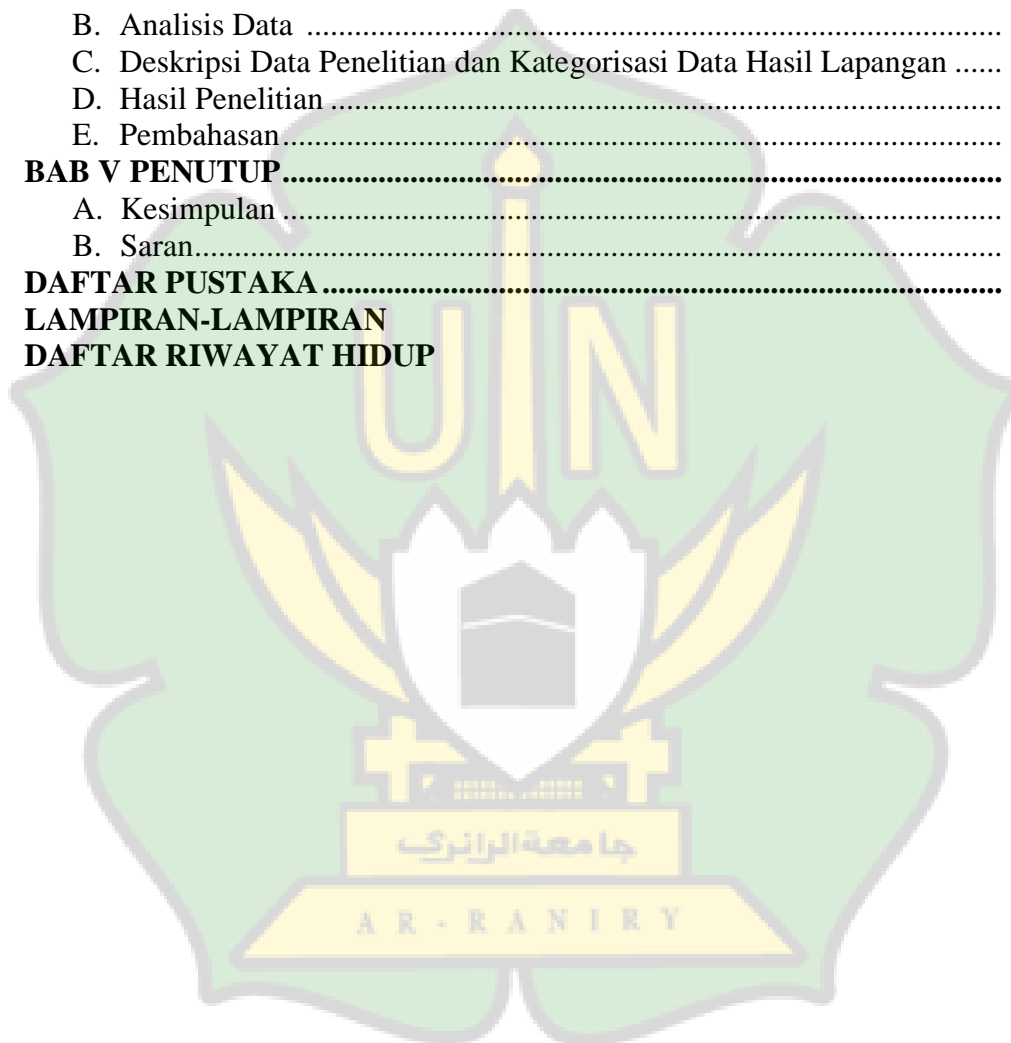 B. Analisis Data ........................................................................................
C. Deskripsi Data Penelitian dan Kategorisasi Data Hasil Lapangan ......
D. Hasil Penelitian .....................................................................................
E. Pembahasan...........................................................................................
BAB V PENUTUP...........................................................................................
A. Kesimpulan ...........................................................................................
B. Saran......................................................................................................
DAFTAR PUSTAKA ......................................................................................
LAMPIRAN-LAMPIRAN
DAFTAR RIWAYAT HIDUP
UIN
جامعة الرانري
AR-RANIRY